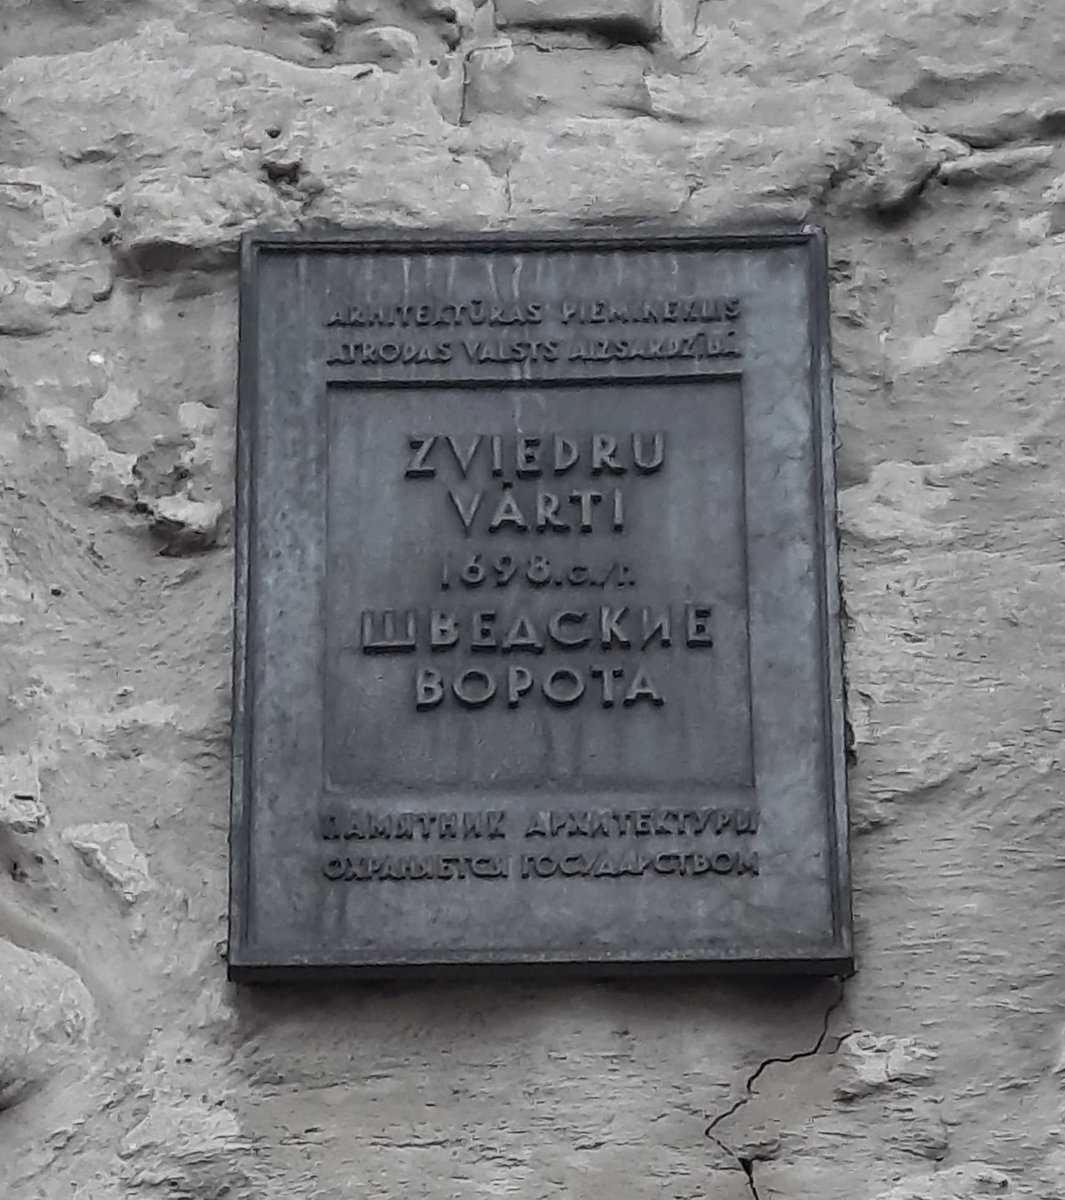 ARHITEKTŪRAS PIEMINEKLIS
ATRODAS VALSTS AIZSARDZĪBĀ
ZVIEDRU
VĀRTI
1698.G./Г.
ШВЕДСКИЕ
ВОРОТА
ПАМЯТНИК АРХИТЕКТУРЫ
ОХРАНЯЕТСЯ ГОСУДАРСТВОМ